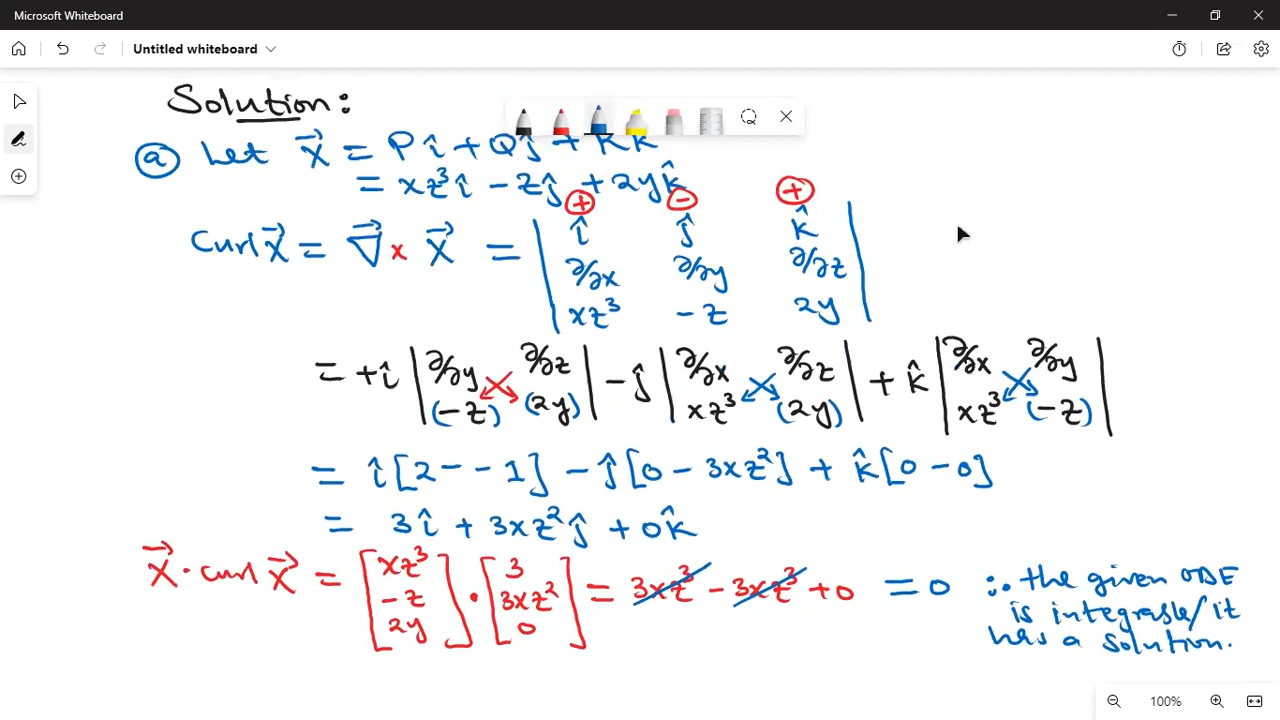 Microsoft Whiteboard
Untitled whiteboard
Solution:
(a) Let X⃗ = Pî + Qĵ + Rk̂
= xz³î - zĵ + 2yk̂
+ - +
Curl X⃗ = ∇⃗ x X⃗ = | î ĵ k̂ |
| ∂/∂x ∂/∂y ∂/∂z |
| xz³ -z 2y |
= +î | ∂/∂y ∂/∂z | - ĵ | ∂/∂x ∂/∂z | + k̂ | ∂/∂x ∂/∂y |
| (-z) (2y) | | xz³ (2y) | | xz³ (-z) |
= î[2 - -1] - ĵ[0 - 3xz²] + k̂[0 - 0]
= 3î + 3xz²ĵ + 0k̂
X⃗ · curl X⃗ = [xz³ -z 2y] · [3 3xz² 0] = 3xz³ - 3xz³ + 0 = 0 ∴ the given ODE
is integrable/it
has a solution.
100%